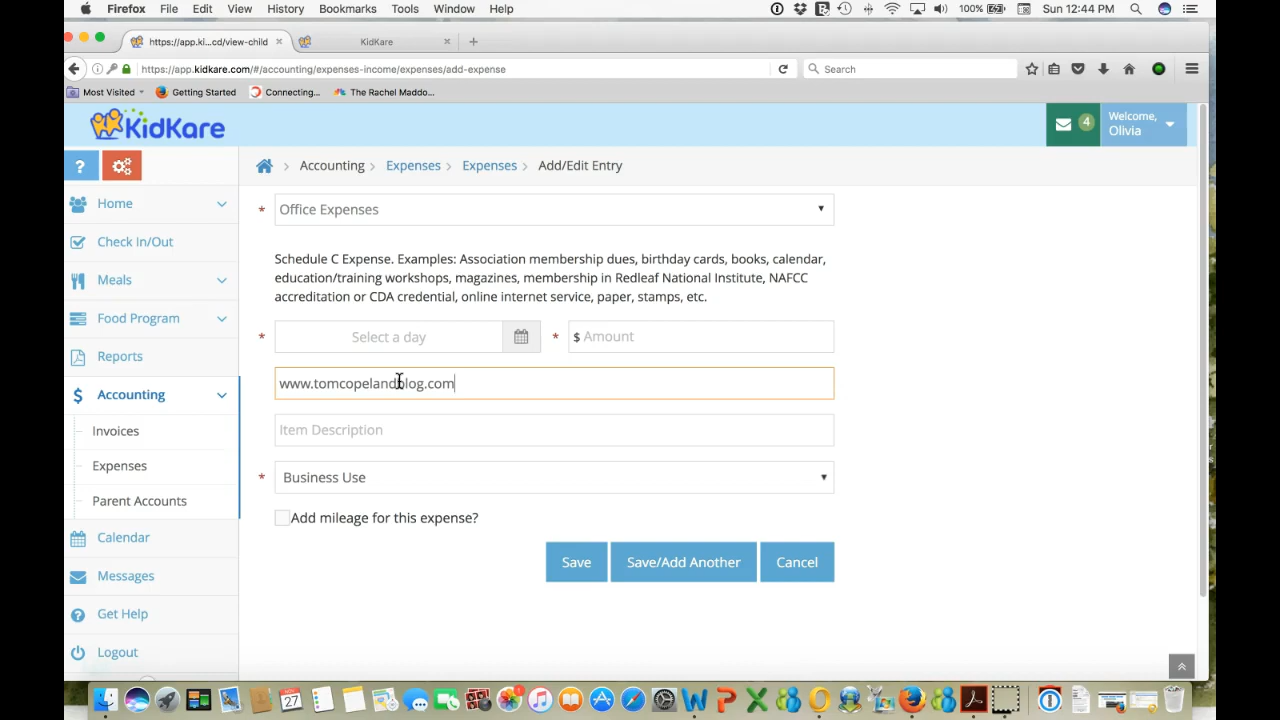 Firefox File Edit View History Bookmarks Tools Window Help 100% Sun 12:44 PM
https://app.ki...cd/view-child KidKare
https://app.kidkare.com/#/accounting/expenses-income/expenses/add-expense Search
Most Visited Getting Started Connecting... The Rachel Maddo...
KidKare 4 Welcome, Olivia
? Accounting Expenses Expenses Add/Edit Entry
Home
Check In/Out
Meals
Food Program
Reports
$ Accounting
Invoices
Expenses
Parent Accounts
Calendar
Messages
Get Help
Logout
* Office Expenses
Schedule C Expense. Examples: Association membership dues, birthday cards, books, calendar,
education/training workshops, magazines, membership in Redleaf National Institute, NAFCC
accreditation or CDA credential, online internet service, paper, stamps, etc.
* Select a day * $ Amount
www.tomcopelandblog.com
Item Description
* Business Use
Add mileage for this expense?
Save Save/Add Another Cancel
27